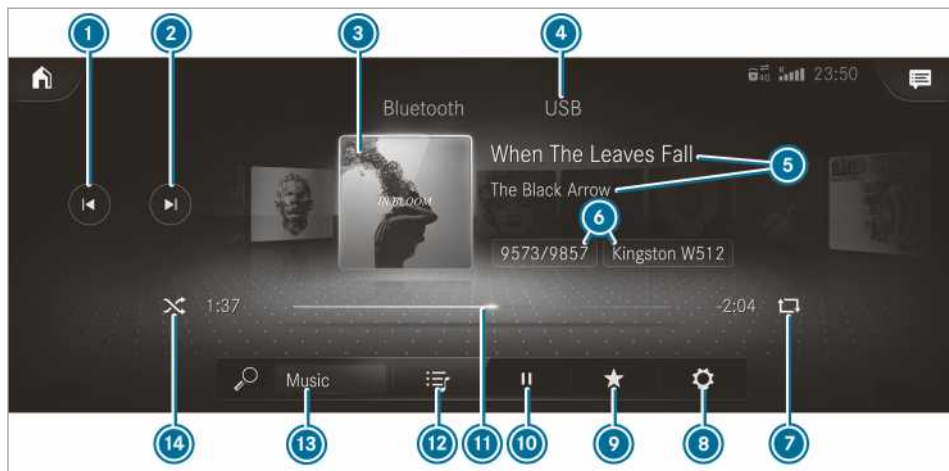 1
2
3
4
4G
23:50
Bluetooth
USB
IN BLOOM
When The Leaves Fall
5
The Black Arrow
6
9573/9857
Kingston W512
1:37
-2:04
Music
14
13
12
11
10
9
8
7